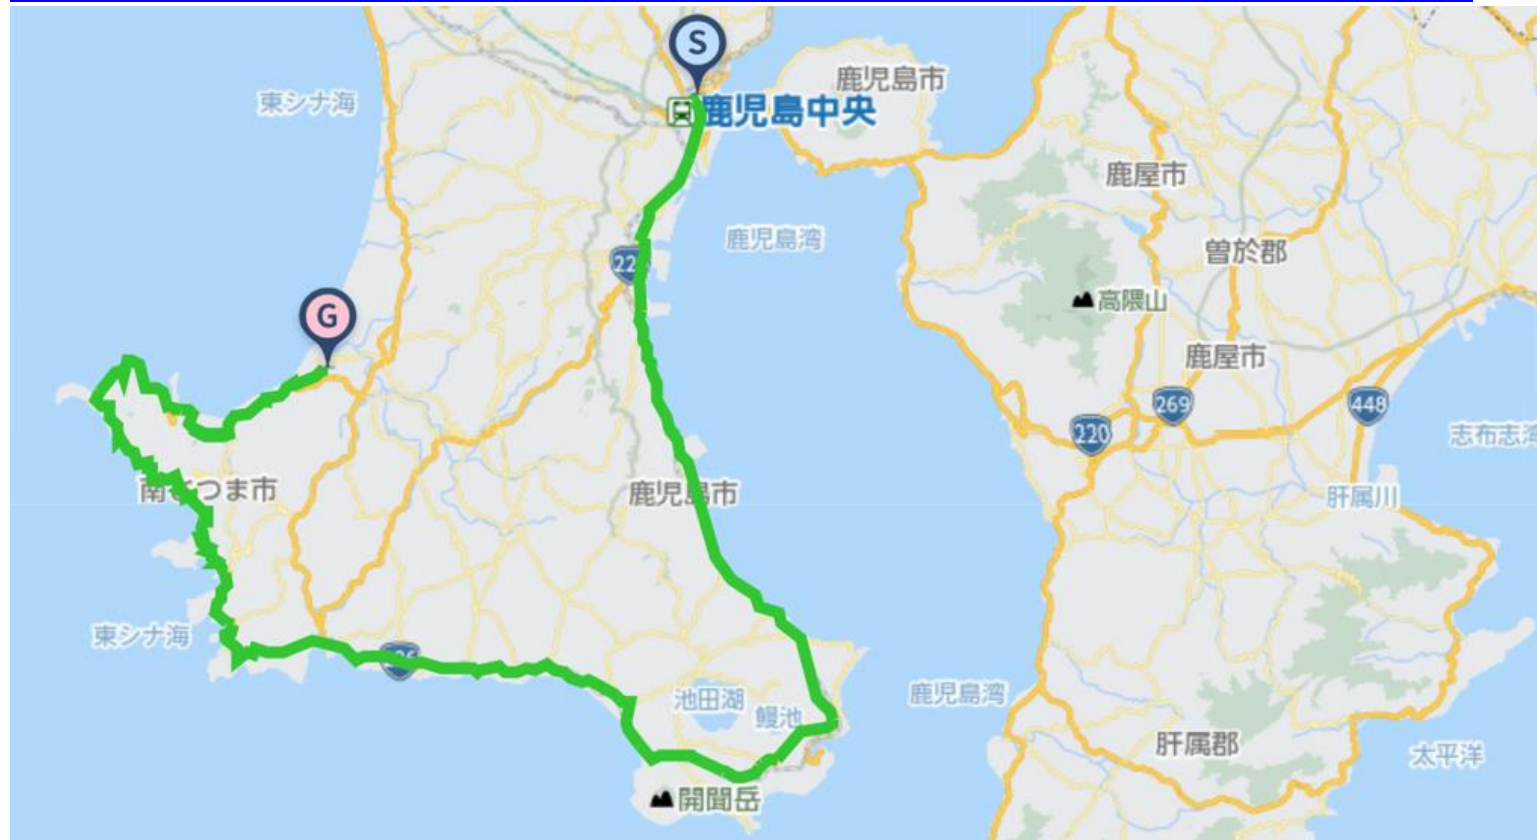 S
東シナ海
鹿児島市
鹿児島中央
鹿屋市
鹿児島湾
曽於郡
22
高隈山
G
鹿屋市
269
448
220
志布志湾
南さつま市
鹿児島市
肝属川
東シナ海
池田湖
鰻池
鹿児島湾
肝属郡
太平洋
開聞岳